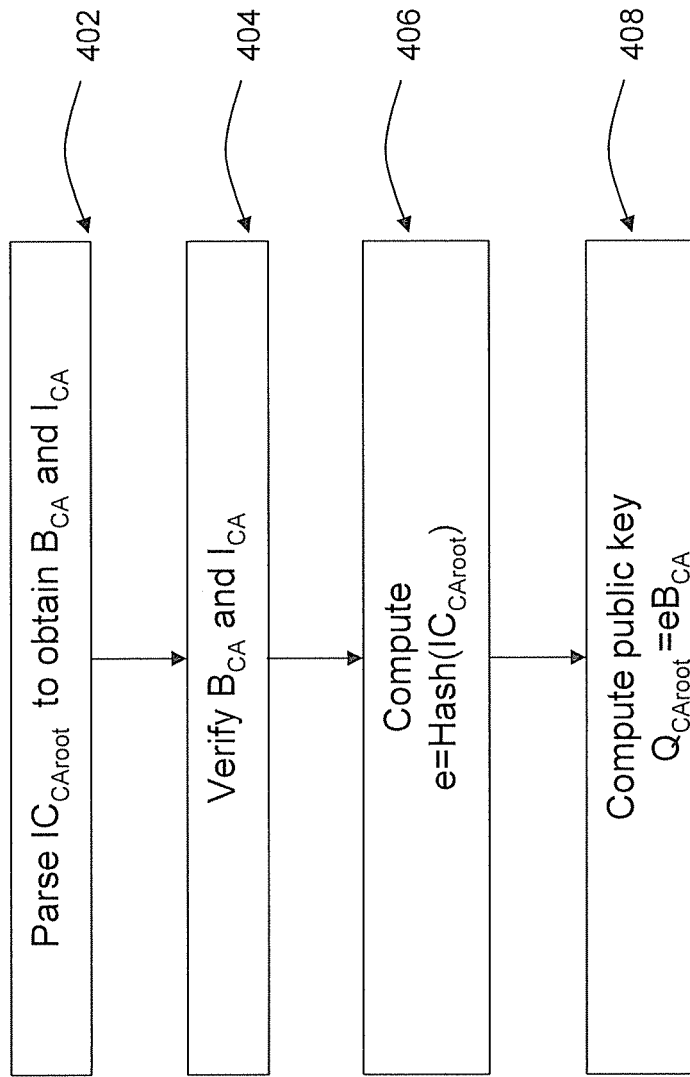 Parse IC_CAroot to obtain B_CA and I_CA
402
Verify B_CA and I_CA
404
Compute
e=Hash(IC_CAroot)
406
Compute public key
Q_CAroot =eB_CA
408